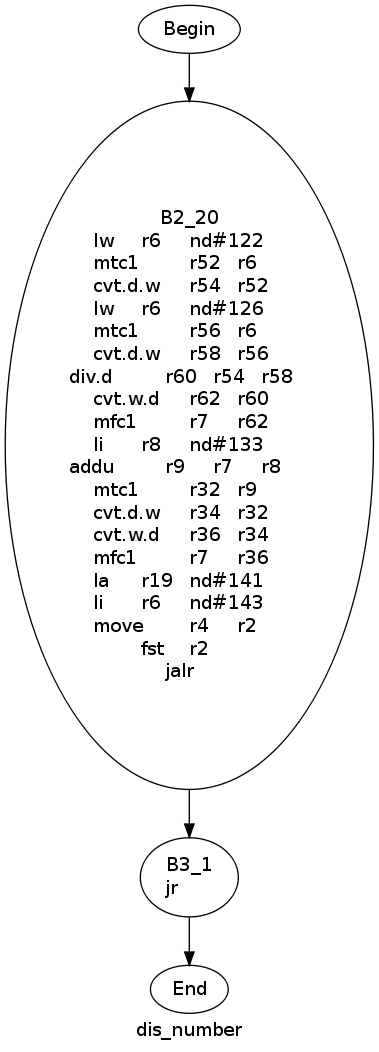 Begin
B2_20
lw r6 nd#122
mtc1 r52 r6
cvt.d.w r54 r52
lw r6 nd#126
mtc1 r56 r6
cvt.d.w r58 r56
div.d r60 r54 r58
cvt.w.d r62 r60
mfc1 r7 r62
li r8 nd#133
addu r9 r7 r8
mtc1 r32 r9
cvt.d.w r34 r32
cvt.w.d r36 r34
mfc1 r7 r36
la r19 nd#141
li r6 nd#143
move r4 r2
fst r2
jalr
B3_1
jr
End
dis_number